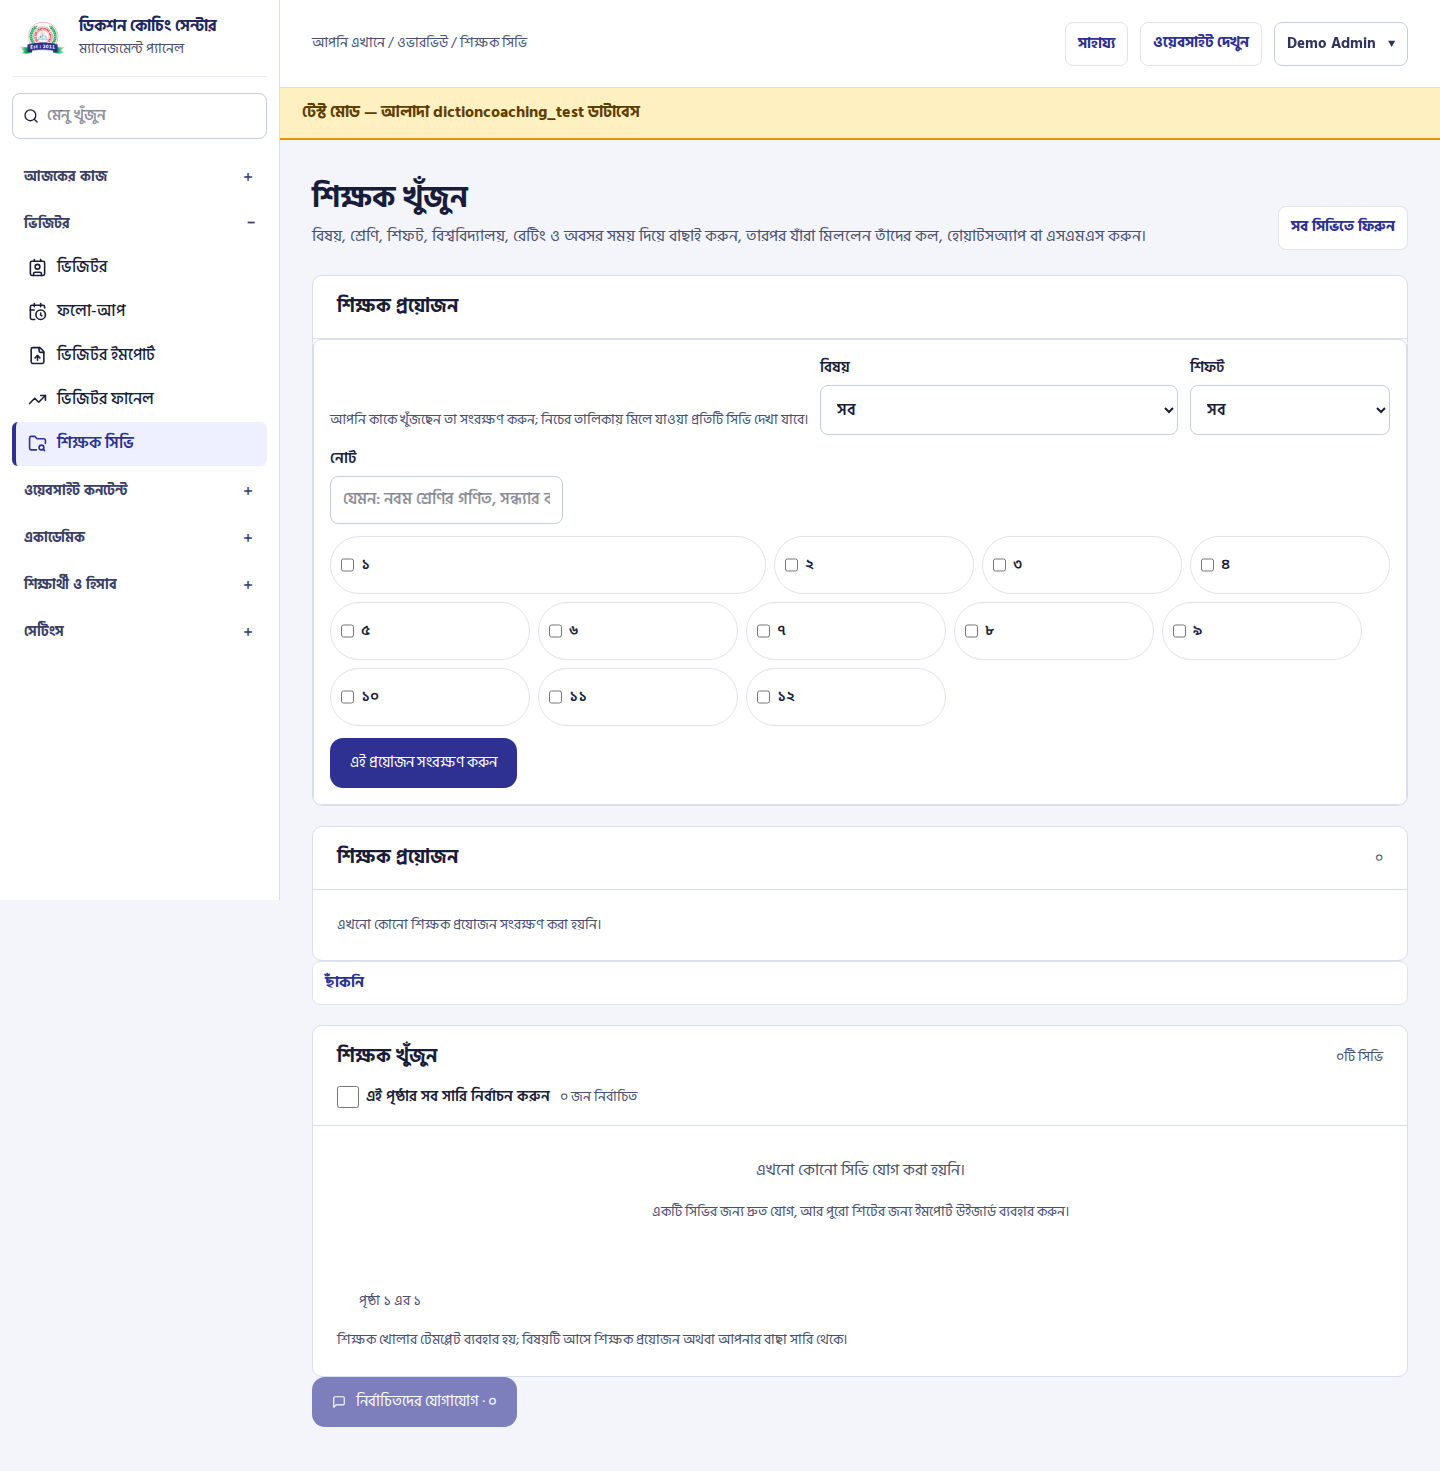 ডিকশন কোচিং সেন্টার
ম্যানেজমেন্ট প্যানেল
Est : 2011
মেনু খুঁজুন
আজকের কাজ +
ভিজিটর −
ভিজিটর
ফলো-আপ
ভিজিটর ইমপোর্ট
ভিজিটর ফানেল
শিক্ষক সিভি
ওয়েবসাইট কনটেন্ট +
একাডেমিক +
শিক্ষার্থী ও হিসাব +
সেটিংস +
আপনি এখানে / ওভারভিউ / শিক্ষক সিভি
সাহায্য
ওয়েবসাইট দেখুন
Demo Admin ▾
টেস্ট মোড — আলাদা dictioncoaching_test ডাটাবেস
শিক্ষক খুঁজুন
বিষয়, শ্রেণি, শিফট, বিশ্ববিদ্যালয়, রেটিং ও অবসর সময় দিয়ে বাছাই করুন, তারপর যাঁরা মিললেন তাঁদের কল, হোয়াটসঅ্যাপ বা এসএমএস করুন।
সব সিভিতে ফিরুন
শিক্ষক প্রয়োজন
আপনি কাকে খুঁজছেন তা সংরক্ষণ করুন; নিচের তালিকায় মিলে যাওয়া প্রতিটি সিভি দেখা যাবে।
বিষয়
সব
শিফট
সব
নোট
যেমন: নবম শ্রেণির গণিত, সন্ধ্যার ব
১ ২ ৩ ৪
৫ ৬ ৭ ৮ ৯
১০ ১১ ১২
এই প্রয়োজন সংরক্ষণ করুন
শিক্ষক প্রয়োজন ০
এখনো কোনো শিক্ষক প্রয়োজন সংরক্ষণ করা হয়নি।
ছাঁকনি
শিক্ষক খুঁজুন ০টি সিভি
এই পৃষ্ঠার সব সারি নির্বাচন করুন ০ জন নির্বাচিত
এখনো কোনো সিভি যোগ করা হয়নি।
একটি সিভির জন্য দ্রুত যোগ, আর পুরো শিটের জন্য ইমপোর্ট উইজার্ড ব্যবহার করুন।
পৃষ্ঠা ১ এর ১
শিক্ষক খোলার টেমপ্লেট ব্যবহার হয়; বিষয়টি আসে শিক্ষক প্রয়োজন অথবা আপনার বাছা সারি থেকে।
নির্বাচিতদের যোগাযোগ · ০